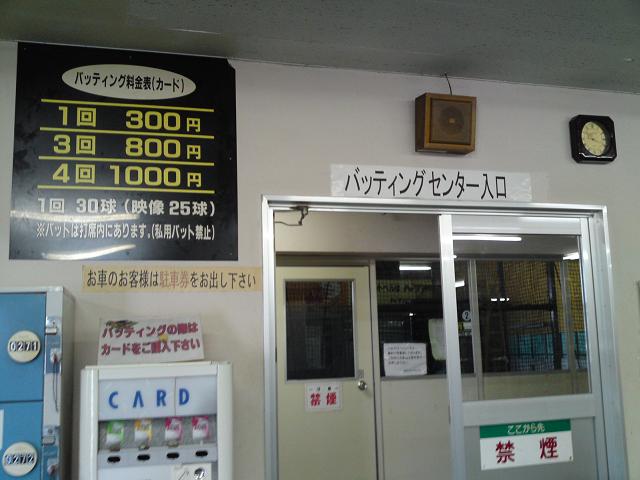 バッティング料金表(カード)
1回 300円
3回 800円
4回 1000円
1回 30球(映像25球)
※バットは打席内にあります。(私用バット禁止)
お車のお客様は駐車券をお出し下さい
バッティングセンター入口
バッティングの際は
カードをご購入下さい
CARD
0271
0272
禁煙
ここから先
禁煙